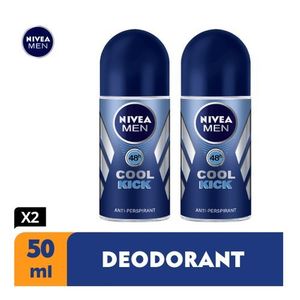 NIVEA
MEN
NIVEA
MEN
48h
COOL
KICK
ANTI-PERSPIRANT
NIVEA
MEN
48h
COOL
KICK
ANTI-PERSPIRANT
X2
50
ml
DEODORANT